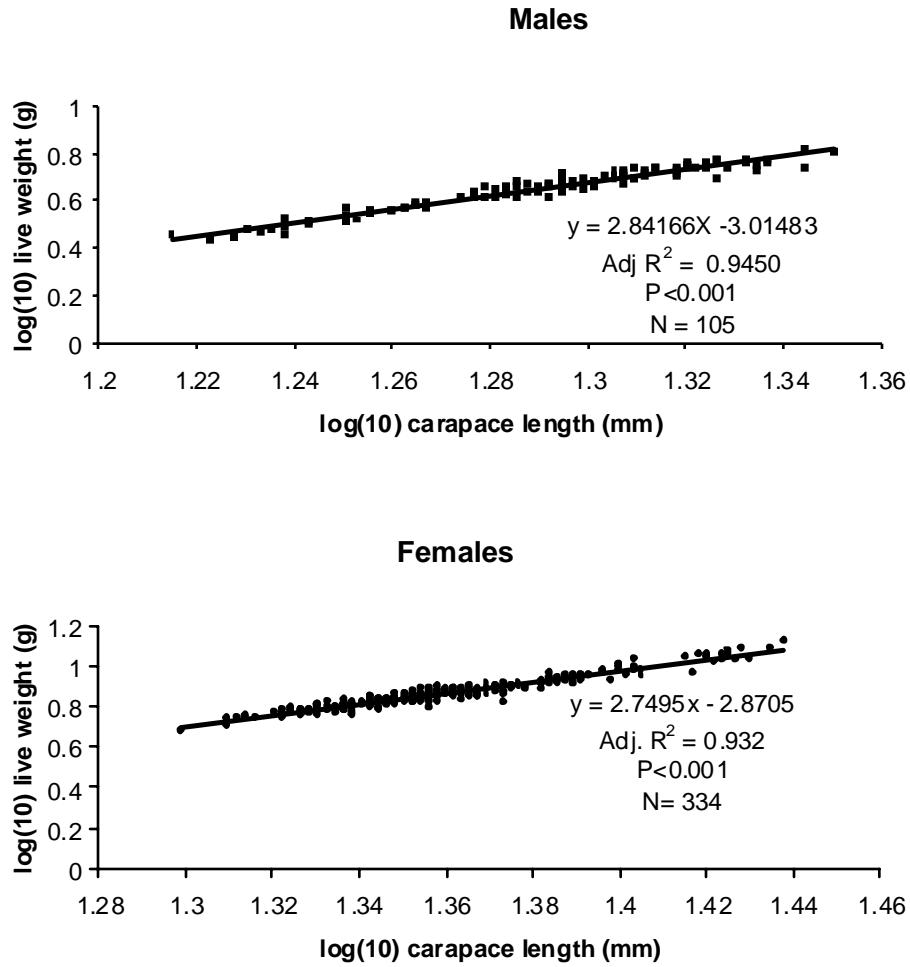 Males
log(10) live weight (g)
1
0.8
0.6
0.4
0.2
0
y = 2.84166X -3.01483
Adj R² = 0.9450
P<0.001
N = 105
1.2 1.22 1.24 1.26 1.28 1.3 1.32 1.34 1.36
log(10) carapace length (mm)
Females
log(10) live weight (g)
1.2
1
0.8
0.6
0.4
0.2
0
y = 2.7495x - 2.8705
Adj. R² = 0.932
P<0.001
N= 334
1.28 1.3 1.32 1.34 1.36 1.38 1.4 1.42 1.44 1.46
log(10) carapace length (mm)